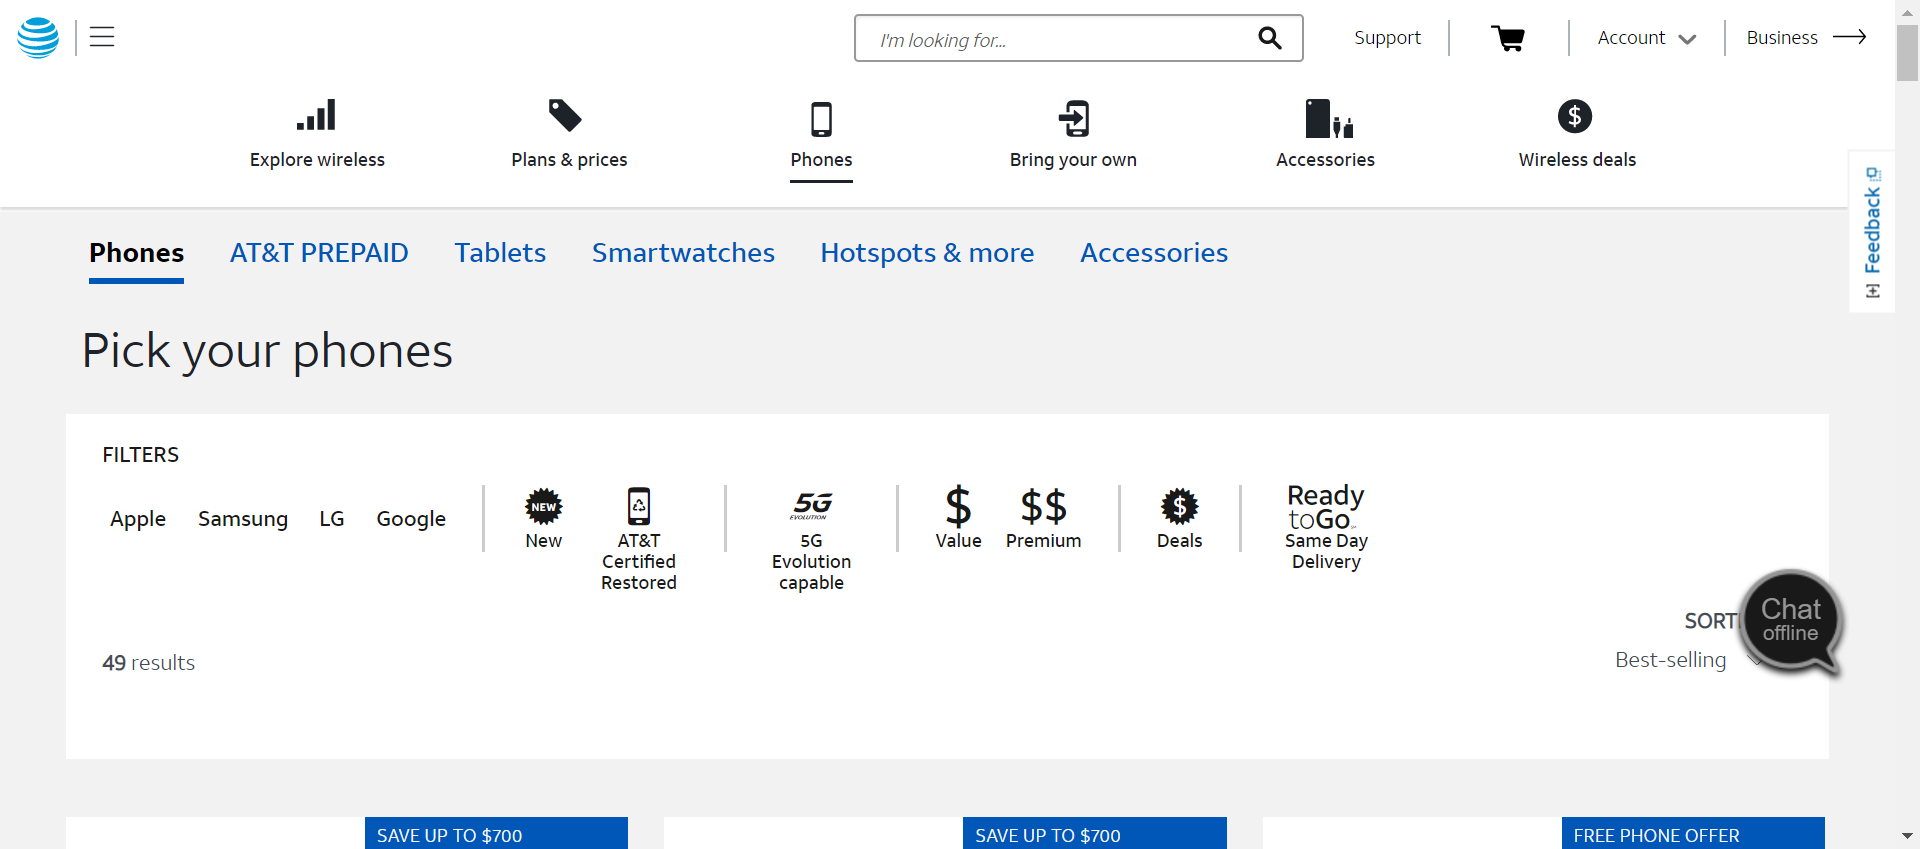 I'm looking for...
Support
Account
Business
Explore wireless
Plans & prices
Phones
Bring your own
Accessories
Wireless deals
Feedback
Phones
AT&T PREPAID
Tablets
Smartwatches
Hotspots & more
Accessories
Pick your phones
FILTERS
Apple
Samsung
LG
Google
NEW
New
AT&T
Certified
Restored
5G
EVOLUTION
5G
Evolution
capable
$
Value
$$
Premium
$
Deals
Ready
toGo
Same Day
Delivery
SORT
Chat
offline
49 results
Best-selling
SAVE UP TO $700
SAVE UP TO $700
FREE PHONE OFFER